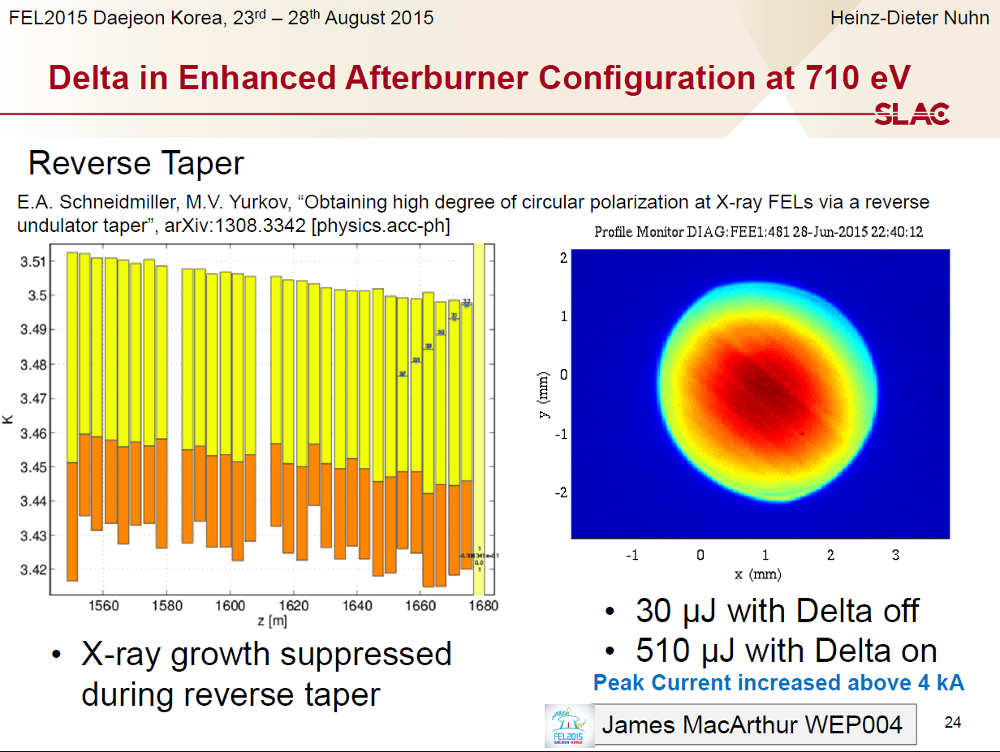 FEL2015 Daejeon Korea, 23rd – 28th August 2015
Heinz-Dieter Nuhn
Delta in Enhanced Afterburner Configuration at 710 eV
SLAC
Reverse Taper
E.A. Schneidmiller, M.V. Yurkov, “Obtaining high degree of circular polarization at X-ray FELs via a reverse
undulator taper”, arXiv:1308.3342 [physics.acc-ph]
3.51
3.5
3.49
3.48
3.47
3.46
3.45
3.44
3.43
3.42
K
32
31
1560 1580 1600 1620 1640 1660 1680
z [m]
Profile Monitor DIAG:FEE1:481 28-Jun-2015 22:40:12
2
1
0
-1
-2
y (mm)
-1 0 1 2 3
x (mm)
• X-ray growth suppressed
during reverse taper
• 30 µJ with Delta off
• 510 µJ with Delta on
Peak Current increased above 4 kA
FEL2015
DAEJEON - KOREA
James MacArthur WEP004
24